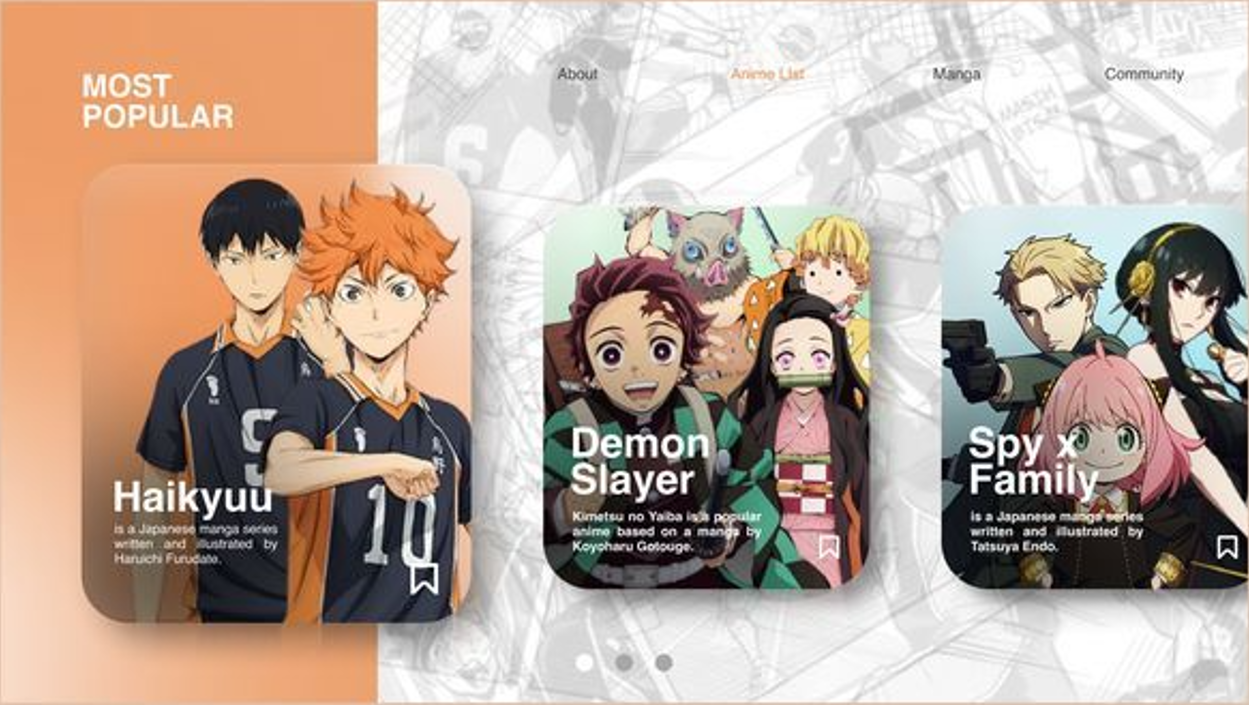 MOST
POPULAR
About
Anime List
Manga
Community
Haikyuu
is a Japanese manga series
written and illustrated by
Haruichi Furudate.
9
10
Demon
Slayer
Kimetsu no Yaiba is a popular
anime based on a manga by
Koyoharu Gotouge.
Spy x
Family
is a Japanese manga series
written and illustrated by
Tatsuya Endo.